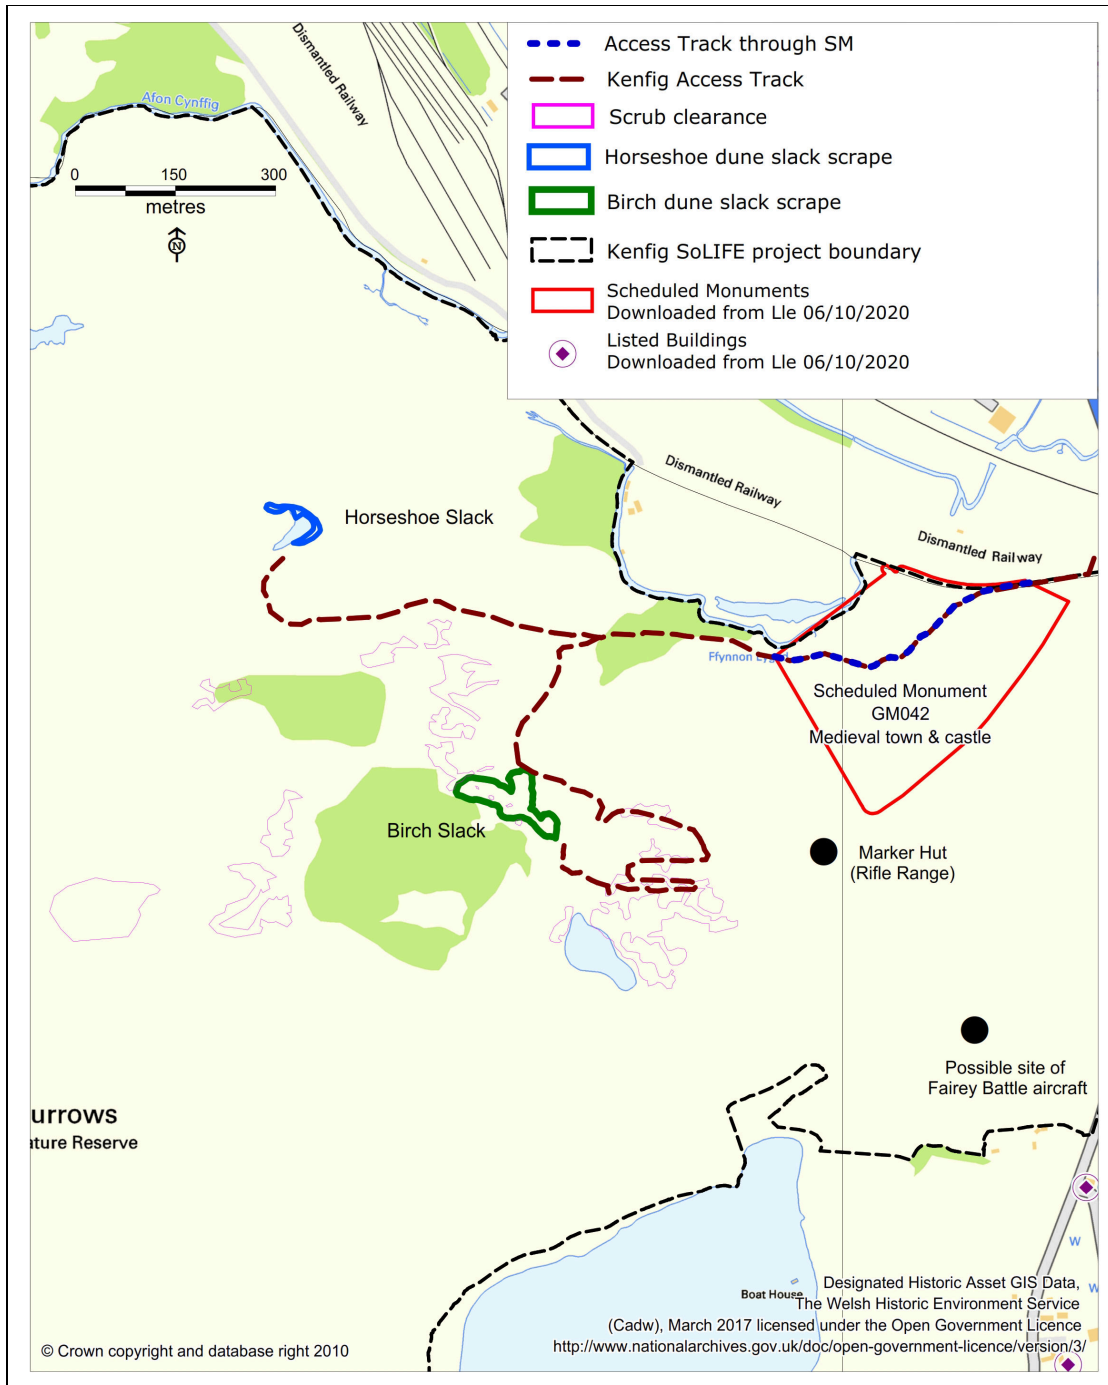 Dismantled Railway
Afon Cynffig
0 150 300
metres
N
Access Track through SM
Kenfig Access Track
Scrub clearance
Horseshoe dune slack scrape
Birch dune slack scrape
Kenfig SoLIFE project boundary
Scheduled Monuments
Downloaded from Lle 06/10/2020
Listed Buildings
Downloaded from Lle 06/10/2020
Dismantled Railway
Horseshoe Slack
Dismantled Railway
Ffynnon
Scheduled Monument
GM042
Medieval town & castle
Birch Slack
Marker Hut
(Rifle Range)
Possible site of
Fairey Battle aircraft
urrows
ature Reserve
W
W
Boat House
Designated Historic Asset GIS Data,
The Welsh Historic Environment Service
(Cadw), March 2017 licensed under the Open Government Licence
http://www.nationalarchives.gov.uk/doc/open-government-licence/version/3/
© Crown copyright and database right 2010